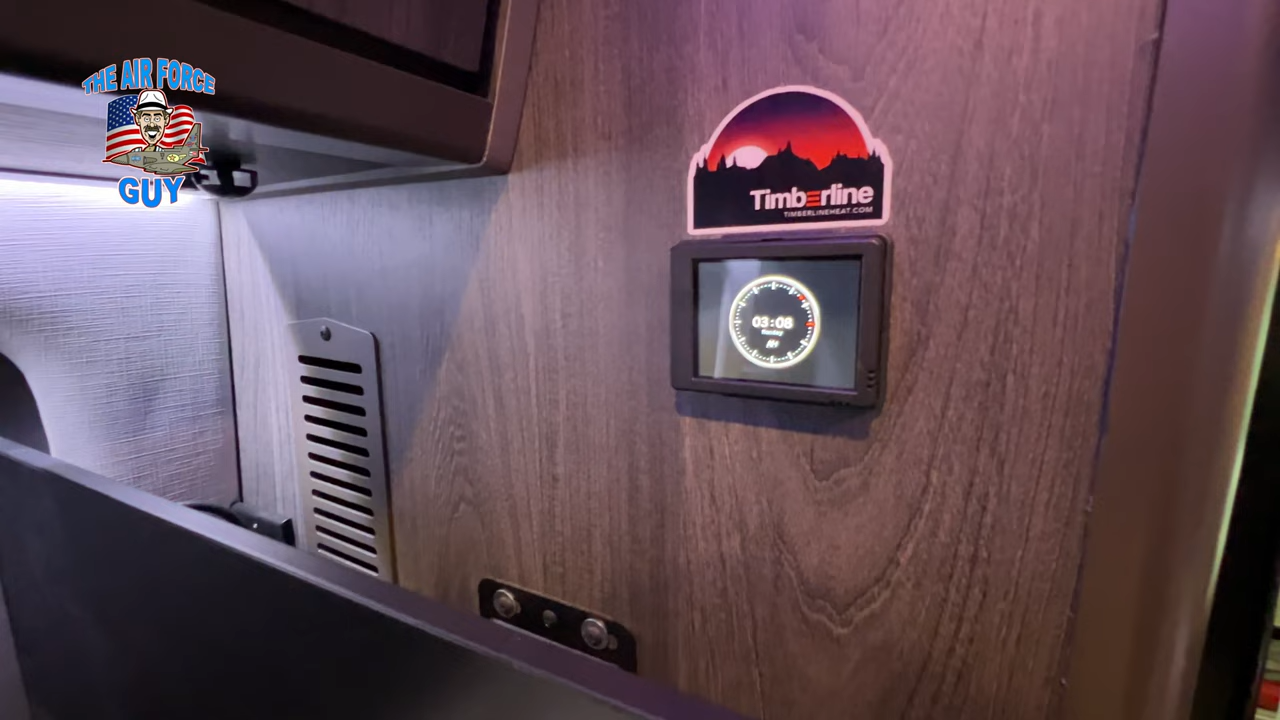 THE AIR FORCE
GUY
Timberline
TIMBERLINEHEAT.COM
03:08